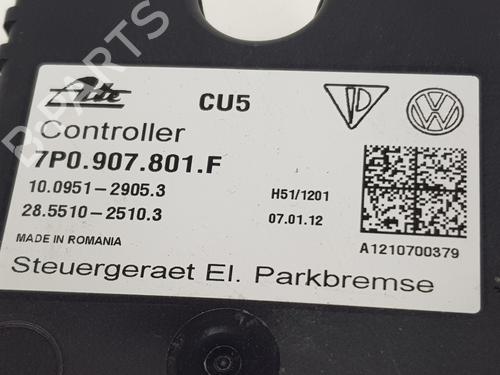 Ate CU5
Controller
7P0.907.801.F
10.0951-2905.3 H51/1201
28.5510-2510.3 07.01.12
MADE IN ROMANIA A1210700379
Steuergeraet El. Parkbremse
B-PARTS